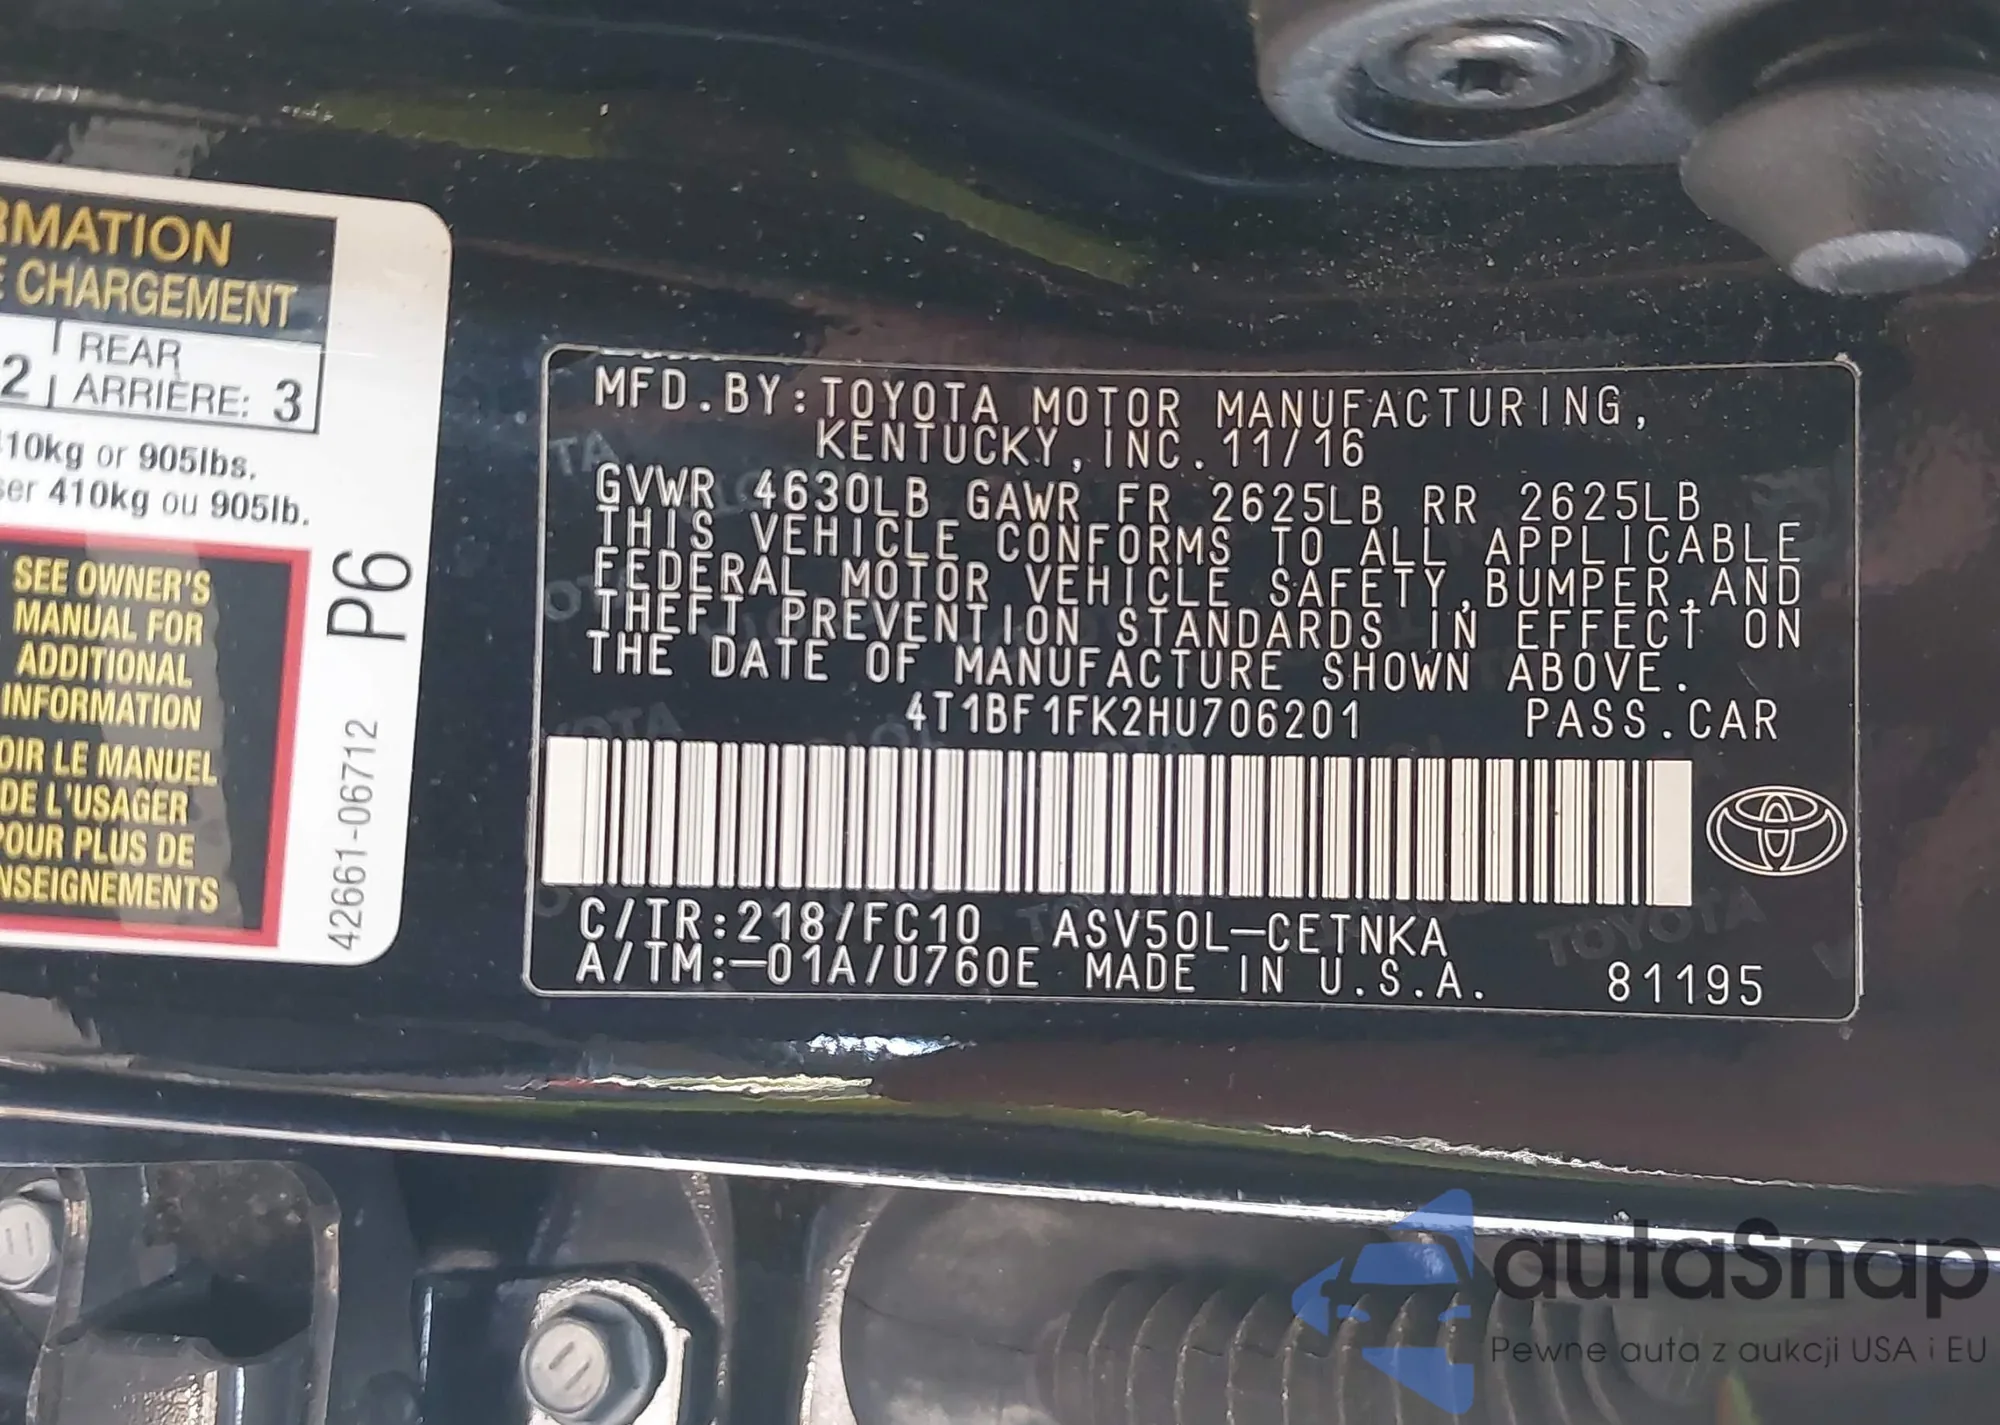 RMATION
E CHARGEMENT
2
REAR
ARRIÈRE: 3
410kg or 905lbs.
ser 410kg ou 905lb.
SEE OWNER'S
MANUAL FOR
ADDITIONAL
INFORMATION
OIR LE MANUEL
DE L'USAGER
POUR PLUS DE
NSEIGNEMENTS
42661-06712
P6
MFD.BY:TOYOTA MOTOR MANUFACTURING,
KENTUCKY,INC.11/16
GVWR 4630LB GAWR FR 2625LB RR 2625LB
THIS VEHICLE CONFORMS TO ALL APPLICABLE
FEDERAL MOTOR VEHICLE SAFETY,BUMPER,AND
THEFT PREVENTION STANDARDS IN EFFECT ON
THE DATE OF MANUFACTURE SHOWN ABOVE.
4T1BF1FK2HU706201 PASS.CAR
C/TR:218/FC10 ASV50L-CETNKA
A/TM:-01A/U760E MADE IN U.S.A. 81195
autaSnap
Pewne auta z aukcji USA i EU